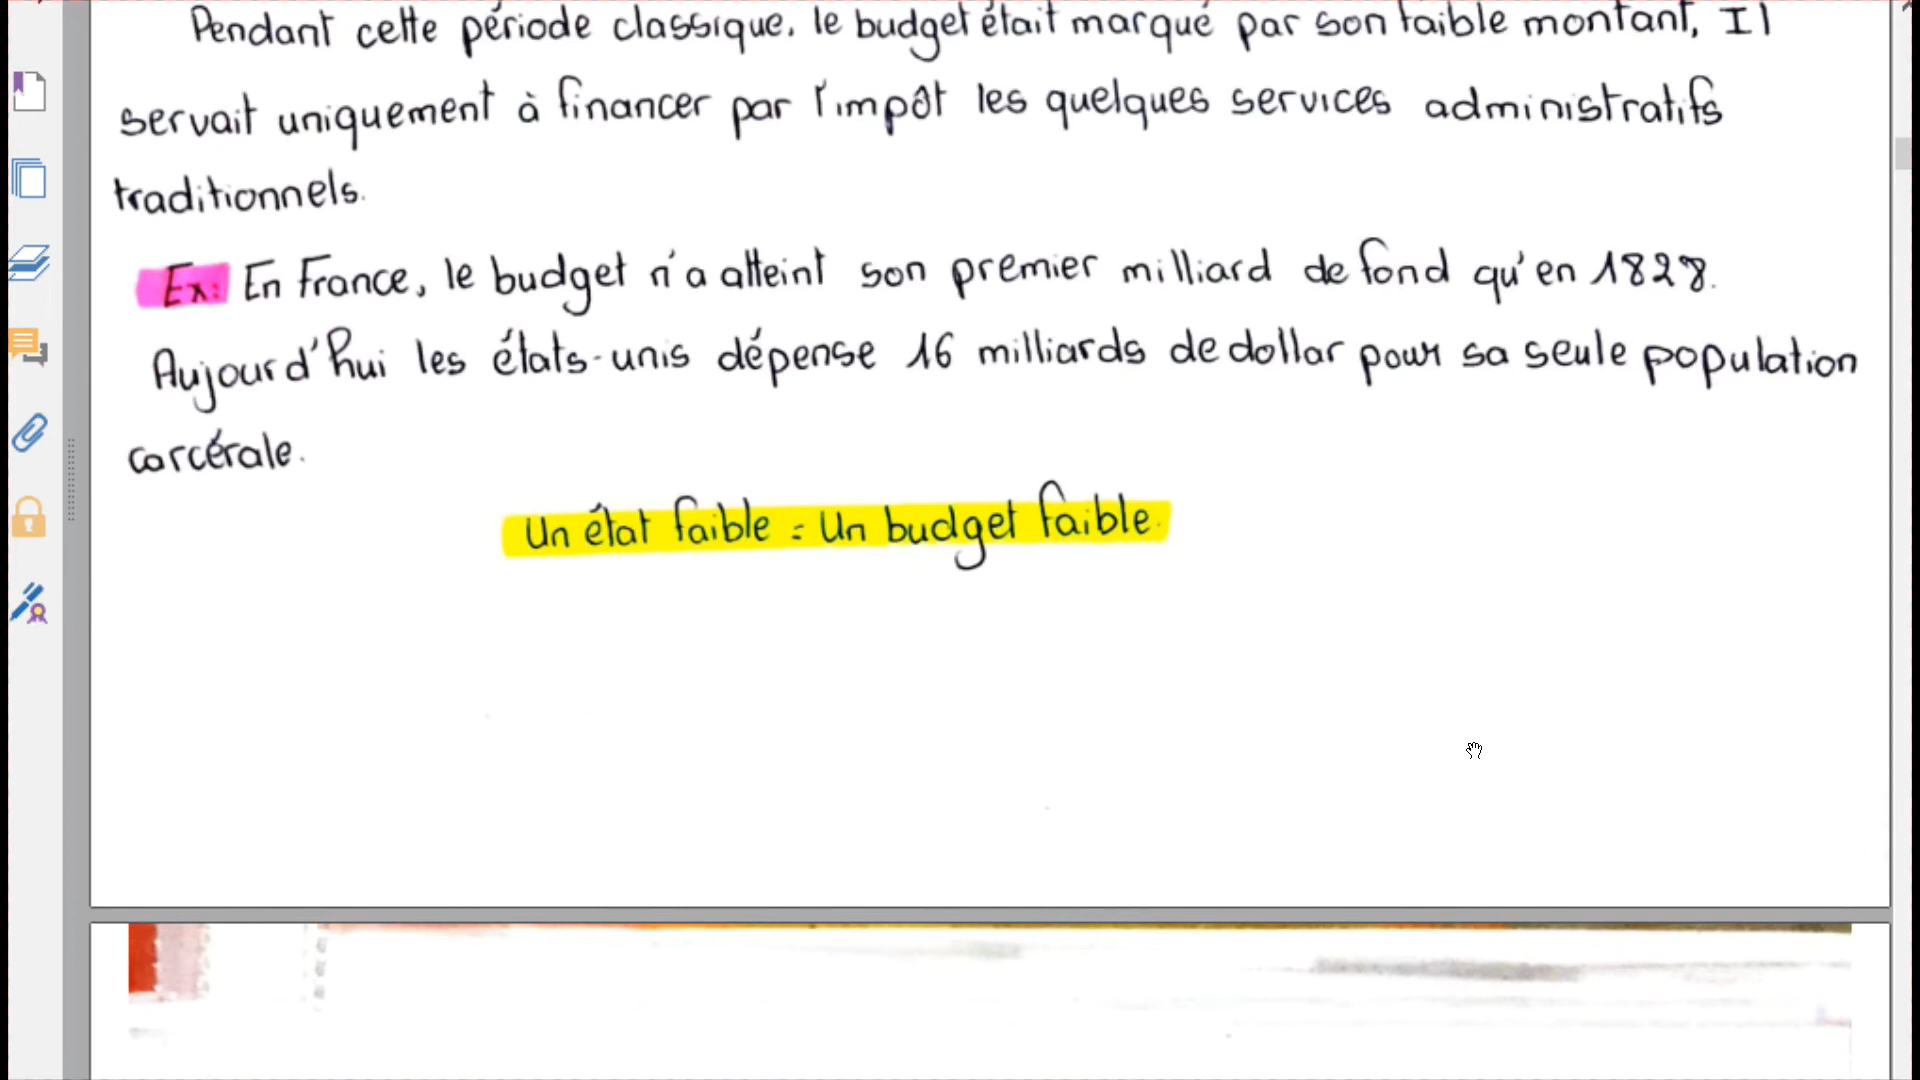 Pendant cette période classique, le budget était marqué par son faible montant, Il
servait uniquement à financer par l'impôt les quelques services administratifs
traditionnels.
Ex: En France, le budget n'a atteint son premier milliard de fond qu'en 1828.
Aujourd'hui les états-unis dépense 16 milliards de dollar pour sa seule population
carcérale.
Un état faible = Un budget faible.